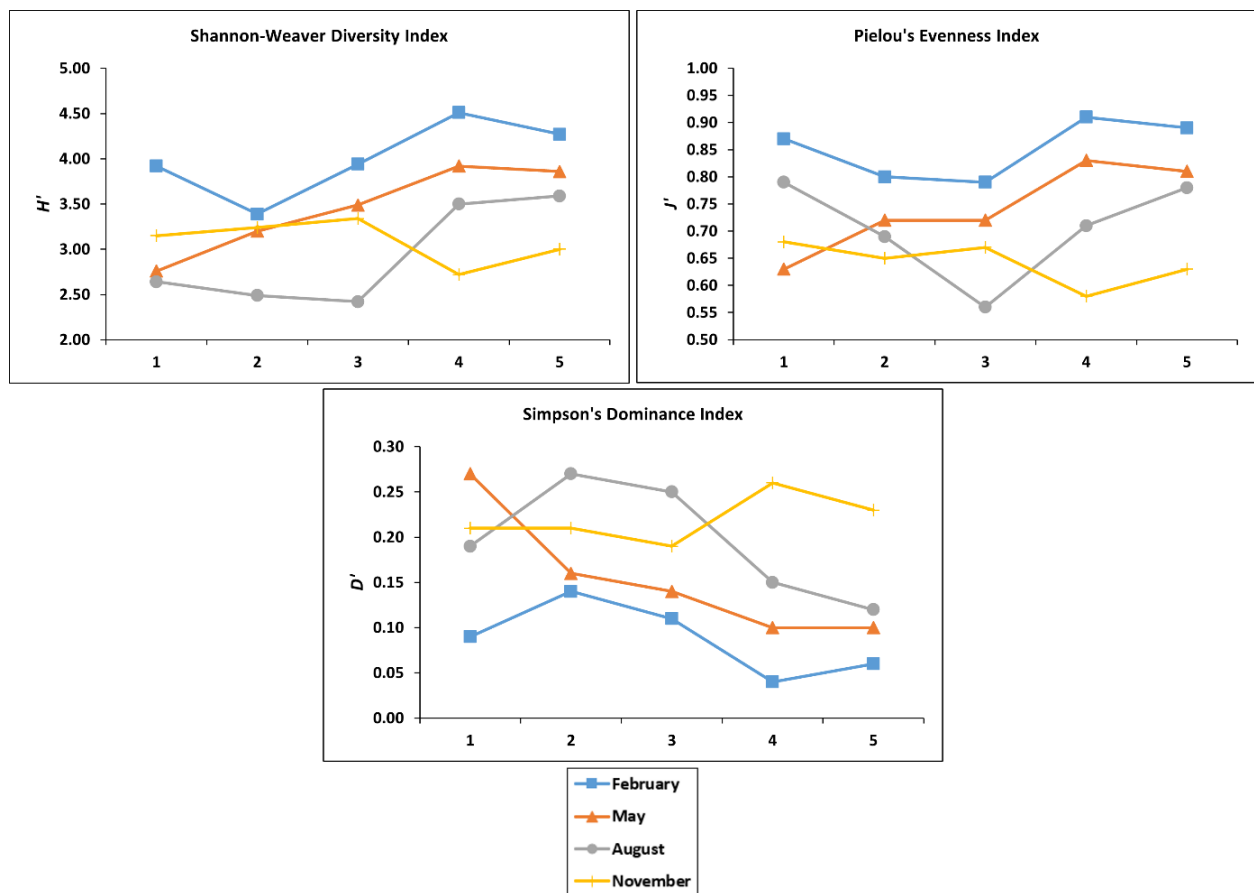 Shannon-Weaver Diversity Index
H'
5.00
4.50
4.00
3.50
3.00
2.50
2.00
1 2 3 4 5
Pielou's Evenness Index
J'
1.00
0.95
0.90
0.85
0.80
0.75
0.70
0.65
0.60
0.55
0.50
1 2 3 4 5
Simpson's Dominance Index
D'
0.30
0.25
0.20
0.15
0.10
0.05
0.00
1 2 3 4 5
February
May
August
November